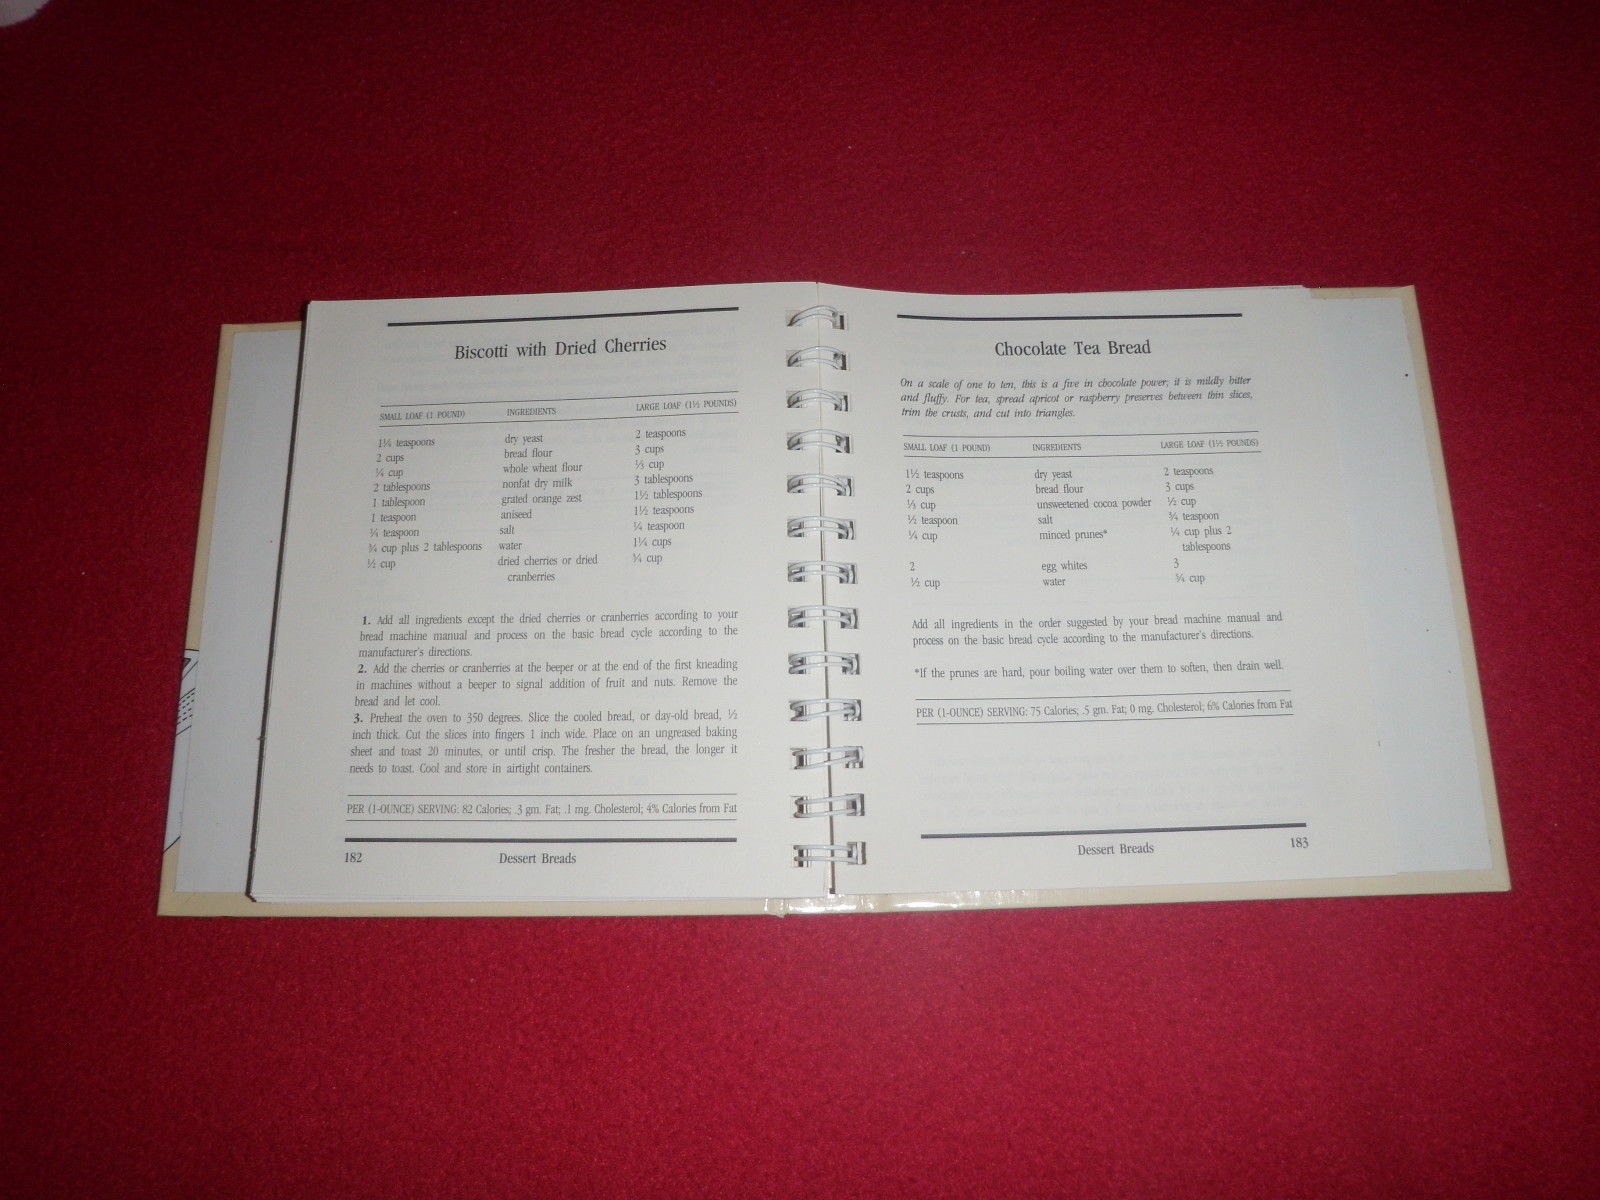 Biscotti with Dried Cherries
SMALL LOAF (1 POUND) INGREDIENTS LARGE LOAF (1½ POUNDS)
1¼ teaspoons dry yeast 2 teaspoons
2 cups bread flour 3 cups
¼ cup whole wheat flour ⅓ cup
2 tablespoons nonfat dry milk 3 tablespoons
1 tablespoon grated orange zest 1½ tablespoons
1 teaspoon aniseed 1½ teaspoons
¼ teaspoon salt ¼ teaspoon
¾ cup plus 2 tablespoons water 1¼ cups
½ cup dried cherries or dried ¾ cup
cranberries
1. Add all ingredients except the dried cherries or cranberries according to your
bread machine manual and process on the basic bread cycle according to the
manufacturer's directions.
2. Add the cherries or cranberries at the beeper or at the end of the first kneading
in machines without a beeper to signal addition of fruit and nuts. Remove the
bread and let cool.
3. Preheat the oven to 350 degrees. Slice the cooled bread, or day-old bread, ½
inch thick. Cut the slices into fingers 1 inch wide. Place on an ungreased baking
sheet and toast 20 minutes, or until crisp. The fresher the bread, the longer it
needs to toast. Cool and store in airtight containers.
PER (1-OUNCE) SERVING: 82 Calories; .3 gm. Fat; .1 mg. Cholesterol; 4% Calories from Fat
182 Dessert Breads
Chocolate Tea Bread
On a scale of one to ten, this is a five in chocolate power; it is mildly bitter
and fluffy. For tea, spread apricot or raspberry preserves between thin slices,
trim the crusts, and cut into triangles.
SMALL LOAF (1 POUND) INGREDIENTS LARGE LOAF (1½ POUNDS)
1½ teaspoons dry yeast 2 teaspoons
2 cups bread flour 3 cups
⅓ cup unsweetened cocoa powder ½ cup
½ teaspoon salt ¾ teaspoon
¼ cup minced prunes* ¼ cup plus 2
tablespoons
2 egg whites 3
½ cup water ¾ cup
Add all ingredients in the order suggested by your bread machine manual and
process on the basic bread cycle according to the manufacturer's directions.
*If the prunes are hard, pour boiling water over them to soften, then drain well.
PER (1-OUNCE) SERVING: 75 Calories; .5 gm. Fat; 0 mg. Cholesterol; 6% Calories from Fat
Dessert Breads 183